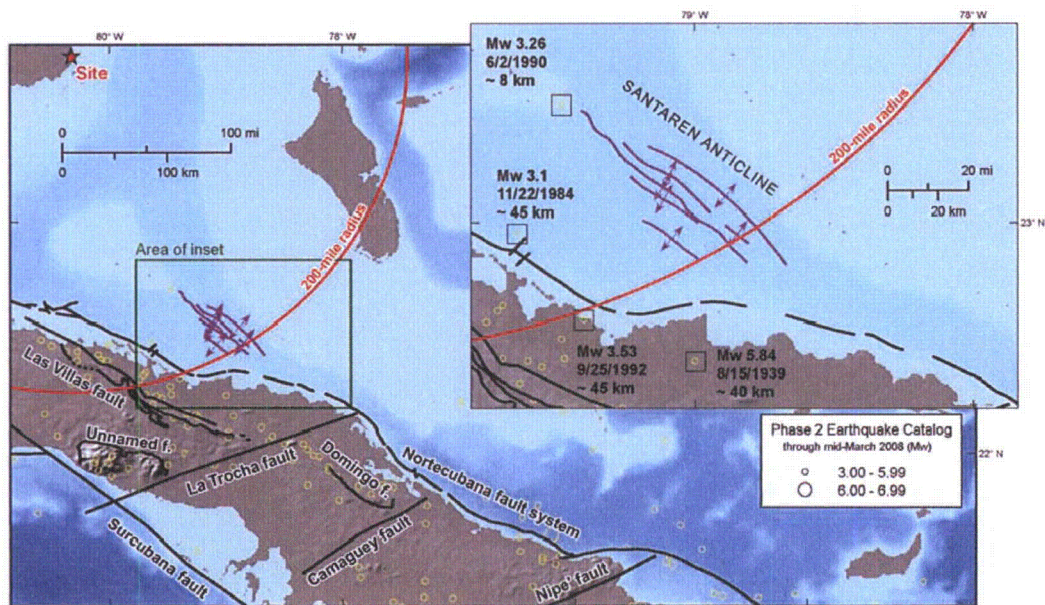 80° W
78° W
Site
0
100 mi
0
100 km
200-mile radius
Area of inset
Las Villas fault
Unnamed f.
La Trocha fault
Domingo f.
Nortecubana fault system
Surcubana fault
Camaguey fault
Nipe' fault
79° W
78° W
Mw 3.26
6/2/1990
~ 8 km
SANTAREN ANTICLINE
200-mile radius
0
20 mi
0
20 km
Mw 3.1
11/22/1984
~ 45 km
23° N
Mw 3.53
9/25/1992
~ 45 km
Mw 5.84
8/15/1939
~ 40 km
Phase 2 Earthquake Catalog
through mid-March 2008 (Mw)
3.00 - 5.99
6.00 - 6.99
22° N